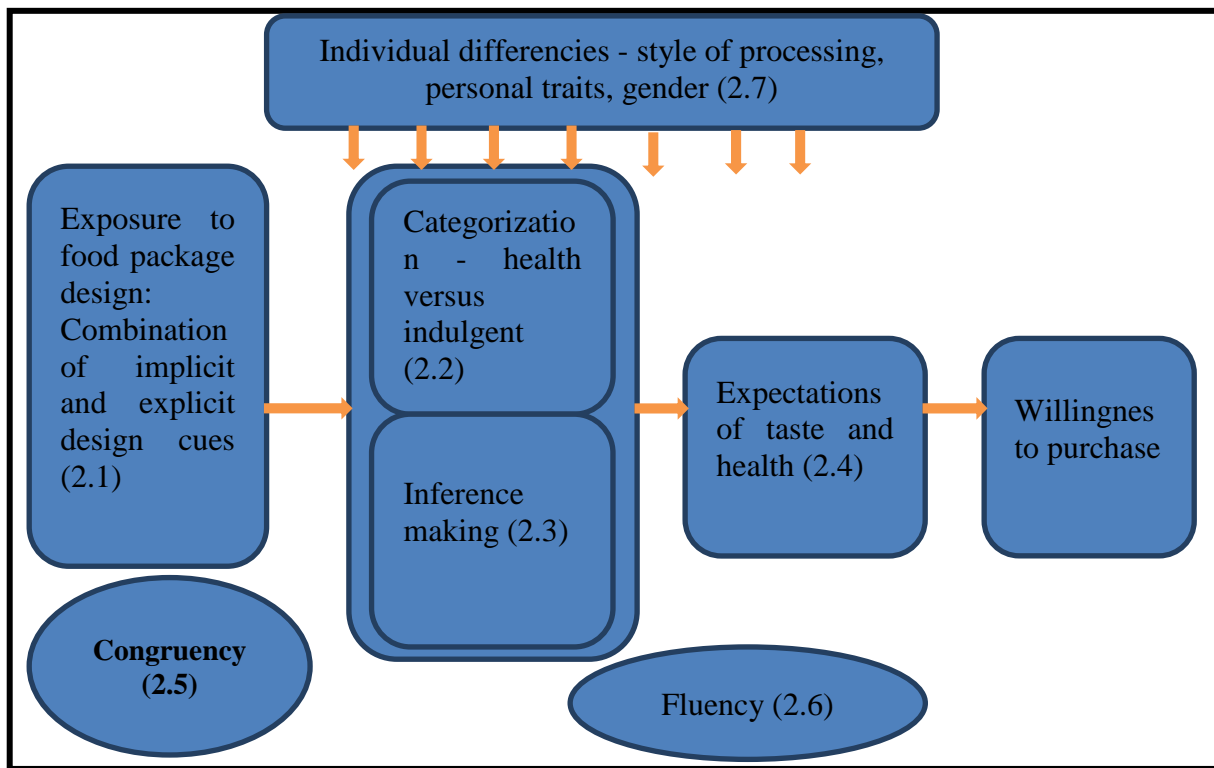 Individual differencies - style of processing,
personal traits, gender (2.7)
Exposure to
food package
design:
Combination
of implicit
and explicit
design cues
(2.1)
Categorizatio
n - health
versus
indulgent
(2.2)
Inference
making (2.3)
Expectations
of taste and
health (2.4)
Willingnes
to purchase
Congruency
(2.5)
Fluency (2.6)